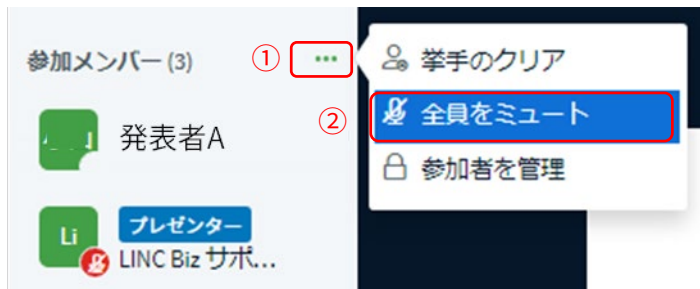 参加メンバー (3)
①
発表者A
Li
プレゼンター
LINC Biz サポ...
挙手のクリア
②
全員をミュート
参加者を管理